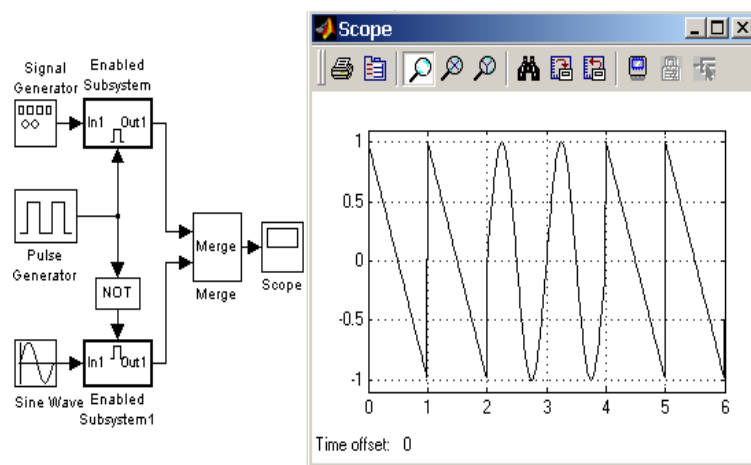 Signal
Generator
Enabled
Subsystem
In1 Out1
Pulse
Generator
NOT
Merge
Merge
Scope
In1 Out1
Sine Wave
Enabled
Subsystem1
Scope
1
0.5
0
-0.5
-1
0 1 2 3 4 5 6
Time offset: 0